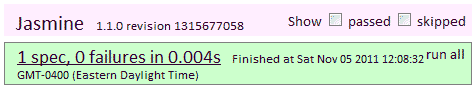 Jasmine 1.1.0 revision 1315677058 Show passed skipped
1 spec, 0 failures in 0.004s Finished at Sat Nov 05 2011 12:08:32 run all
GMT-0400 (Eastern Daylight Time)